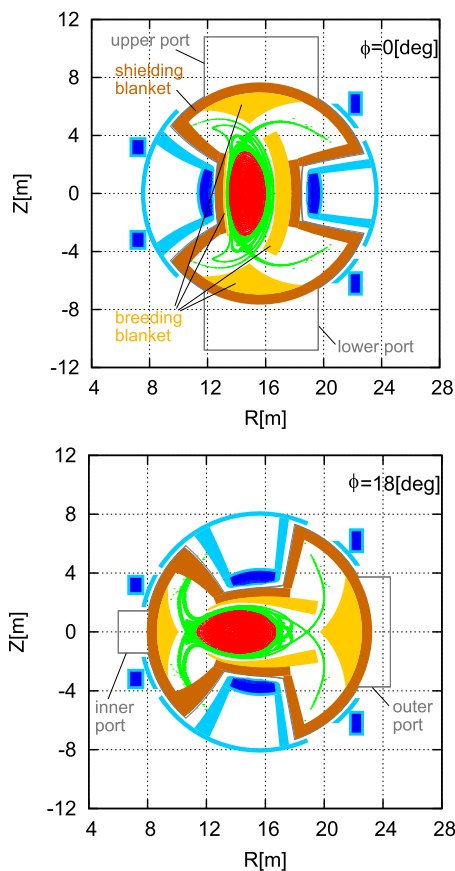 12
upper port
ϕ=0[deg]
shielding
blanket
8
4
Z[m]
0
-4
-8
breeding
blanket
lower port
-12
4 8 12 16 20 24 28
R[m]
12
ϕ=18[deg]
8
4
Z[m]
0
-4
inner
port
outer
port
-8
-12
4 8 12 16 20 24 28
R[m]